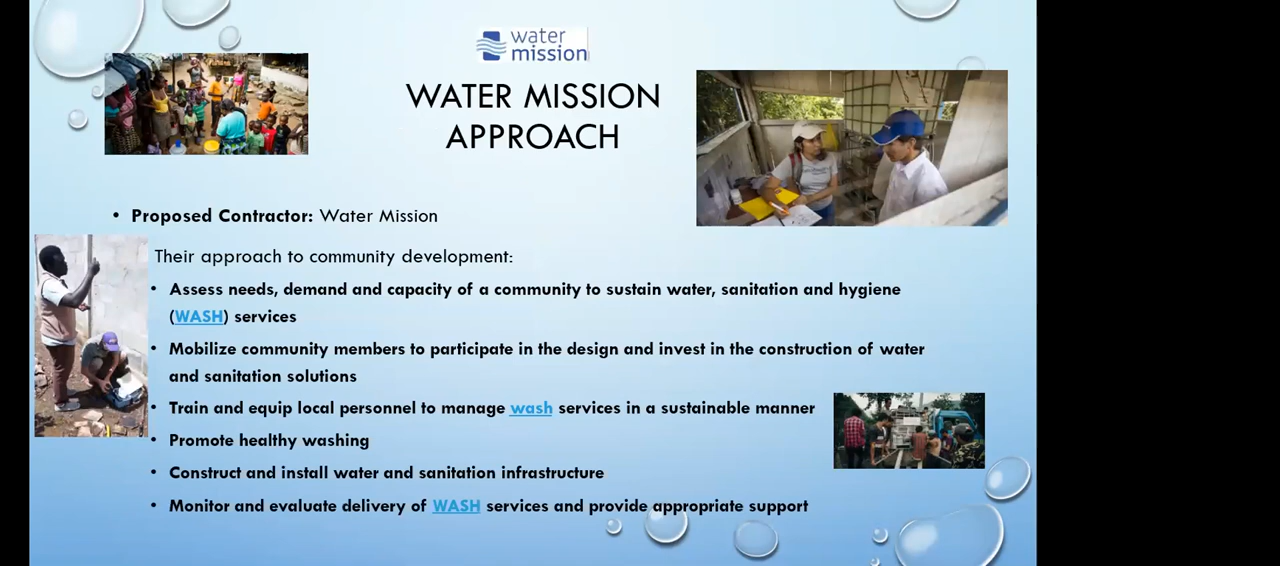 water
mission
WATER MISSION
APPROACH
• Proposed Contractor: Water Mission
Their approach to community development:
• Assess needs, demand and capacity of a community to sustain water, sanitation and hygiene
(WASH) services
• Mobilize community members to participate in the design and invest in the construction of water
and sanitation solutions
• Train and equip local personnel to manage wash services in a sustainable manner
• Promote healthy washing
• Construct and install water and sanitation infrastructure
• Monitor and evaluate delivery of WASH services and provide appropriate support